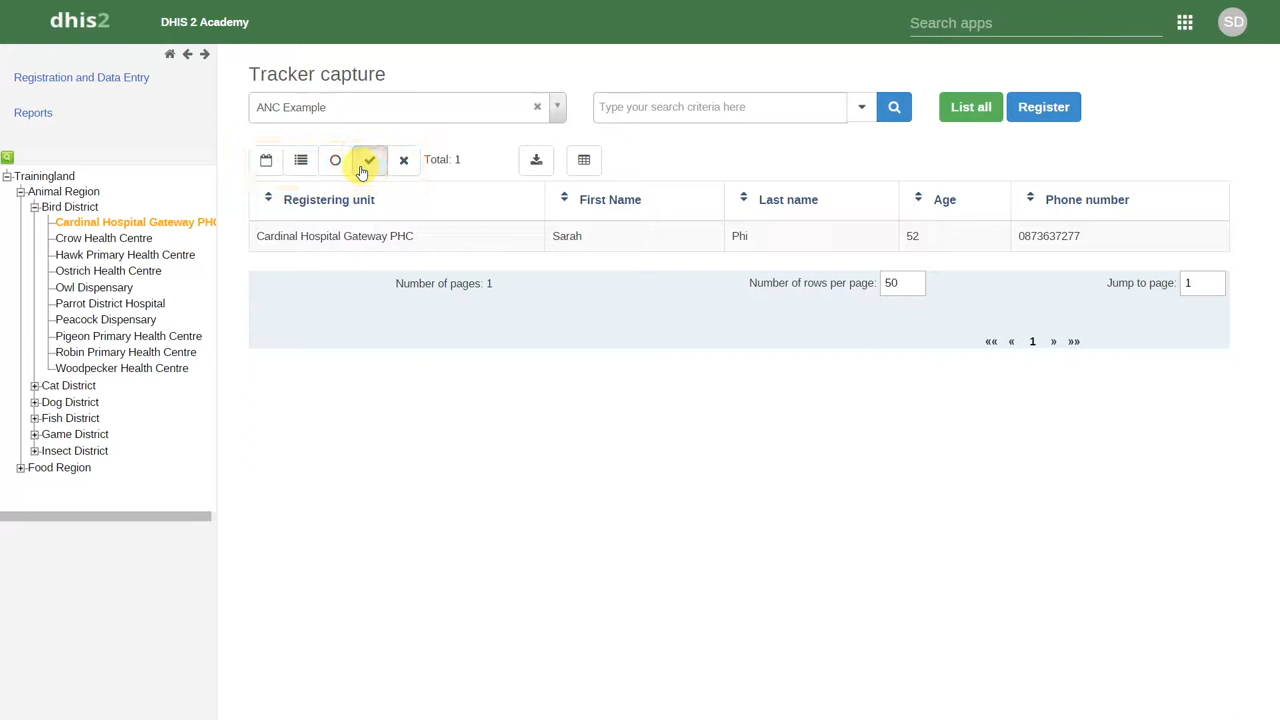 dhis2
DHIS 2 Academy
Search apps
SD
Registration and Data Entry
Reports
Trainingland
Animal Region
Bird District
Cardinal Hospital Gateway PHC
Crow Health Centre
Hawk Primary Health Centre
Ostrich Health Centre
Owl Dispensary
Parrot District Hospital
Peacock Dispensary
Pigeon Primary Health Centre
Robin Primary Health Centre
Woodpecker Health Centre
Cat District
Dog District
Fish District
Game District
Insect District
Food Region
Tracker capture
ANC Example
Type your search criteria here
List all
Register
Total: 1
Registering unit First Name Last name Age Phone number
Cardinal Hospital Gateway PHC Sarah Phi 52 0873637277
Number of pages: 1 Number of rows per page: 50 Jump to page: 1
«« « 1 » »»